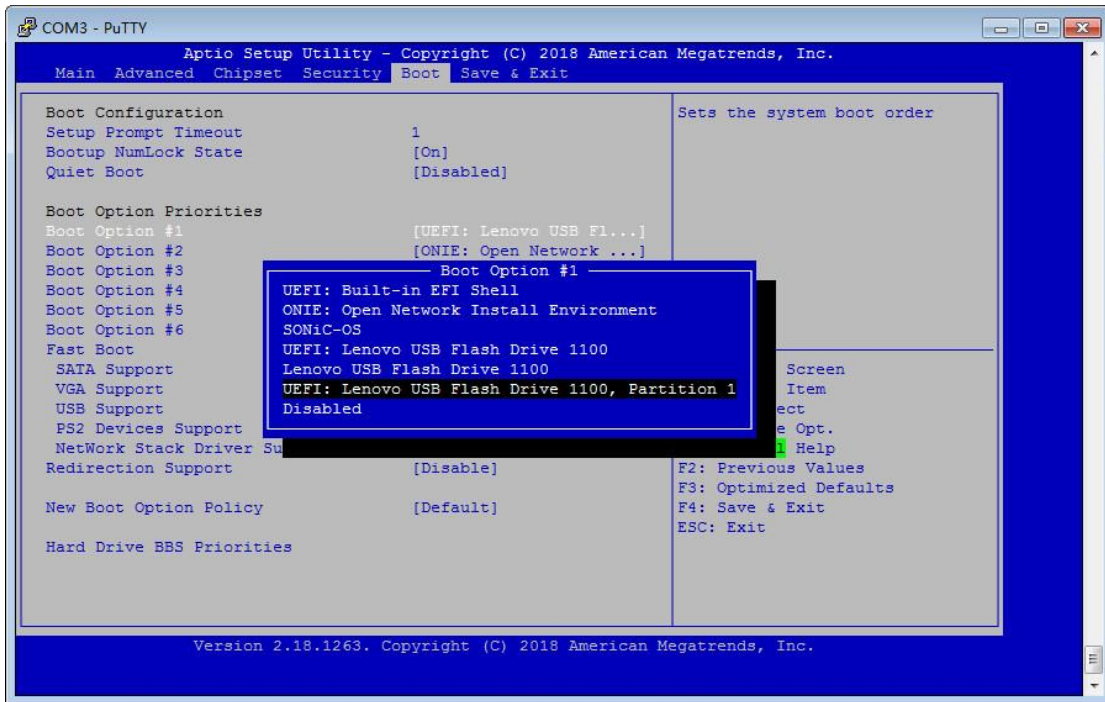 COM3 - PuTTY
Aptio Setup Utility - Copyright (C) 2018 American Megatrends, Inc.
Main Advanced Chipset Security Boot Save & Exit
Boot Configuration
Setup Prompt Timeout 1
Bootup NumLock State [On]
Quiet Boot [Disabled]
Sets the system boot order
Boot Option Priorities
Boot Option #1 [UEFI: Lenovo USB Fl...]
Boot Option #2 [ONIE: Open Network ...]
Boot Option #3
Boot Option #4
Boot Option #5
Boot Option #6
Fast Boot
SATA Support
VGA Support
USB Support
PS2 Devices Support
NetWork Stack Driver Su
Redirection Support [Disable]
New Boot Option Policy [Default]
Hard Drive BBS Priorities
Boot Option #1
UEFI: Built-in EFI Shell
ONIE: Open Network Install Environment
SONiC-OS
UEFI: Lenovo USB Flash Drive 1100
Lenovo USB Flash Drive 1100
UEFI: Lenovo USB Flash Drive 1100, Partition 1
Disabled
Screen
Item
ect
e Opt.
l Help
F2: Previous Values
F3: Optimized Defaults
F4: Save & Exit
ESC: Exit
Version 2.18.1263. Copyright (C) 2018 American Megatrends, Inc.